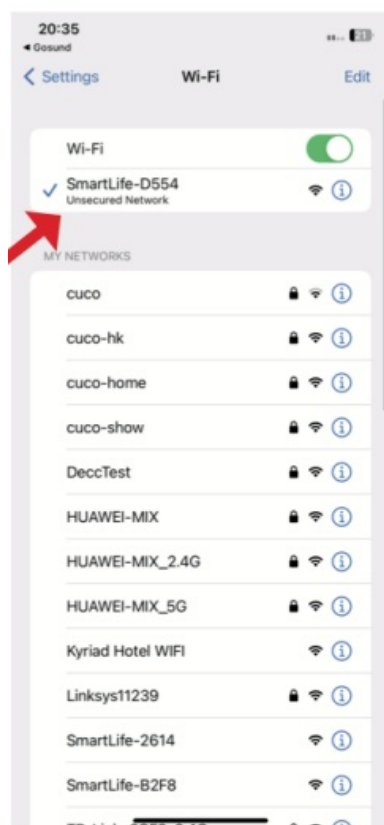 20:35
21
Gosund
Settings
Wi-Fi
Edit
Wi-Fi
SmartLife-D554
Unsecured Network
MY NETWORKS
cuco
cuco-hk
cuco-home
cuco-show
DeccTest
HUAWEI-MIX
HUAWEI-MIX_2.4G
HUAWEI-MIX_5G
Kyriad Hotel WIFI
Linksys11239
SmartLife-2614
SmartLife-B2F8